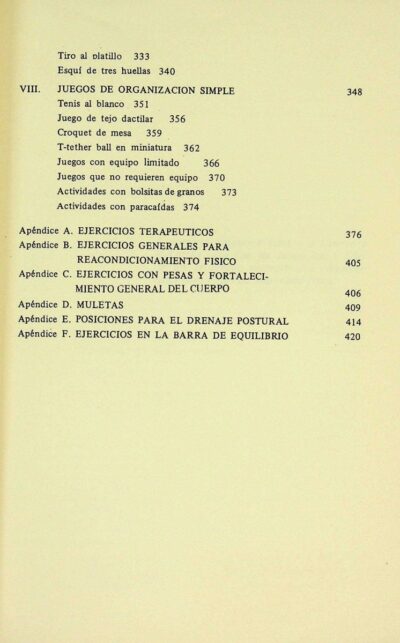 Tiro al platillo 333
Esquí de tres huellas 340
VIII. JUEGOS DE ORGANIZACION SIMPLE 348
Tenis al blanco 351
Juego de tejo dactilar 356
Croquet de mesa 359
T-tether ball en miniatura 362
Juegos con equipo limitado 366
Juegos que no requieren equipo 370
Actividades con bolsitas de granos 373
Actividades con paracaídas 374
Apéndice A. EJERCICIOS TERAPEUTICOS 376
Apéndice B. EJERCICIOS GENERALES PARA
REACONDICIONAMIENTO FISICO 405
Apéndice C. EJERCICIOS CON PESAS Y FORTALECI-
MIENTO GENERAL DEL CUERPO 406
Apéndice D. MULETAS 409
Apéndice E. POSICIONES PARA EL DRENAJE POSTURAL 414
Apéndice F. EJERCICIOS EN LA BARRA DE EQUILIBRIO 420